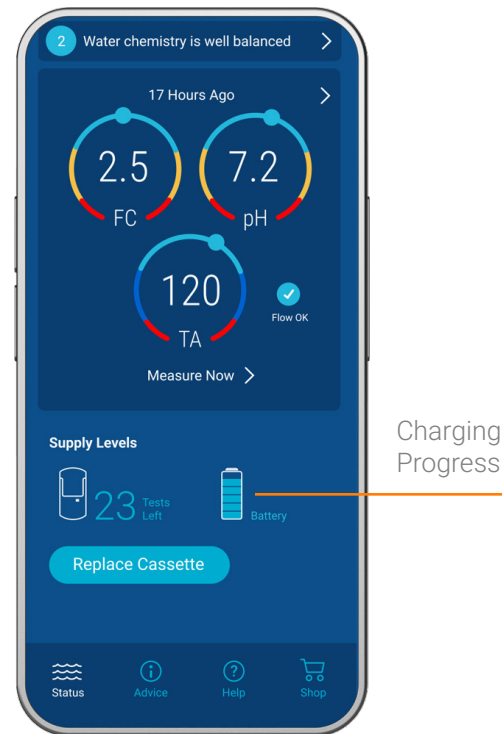 2 Water chemistry is well balanced
17 Hours Ago
2.5
FC
7.2
pH
120
TA
Flow OK
Measure Now
Charging
Progress
Supply Levels
23 Tests
Left
Battery
Replace Cassette
Status
Advice
Help
Shop